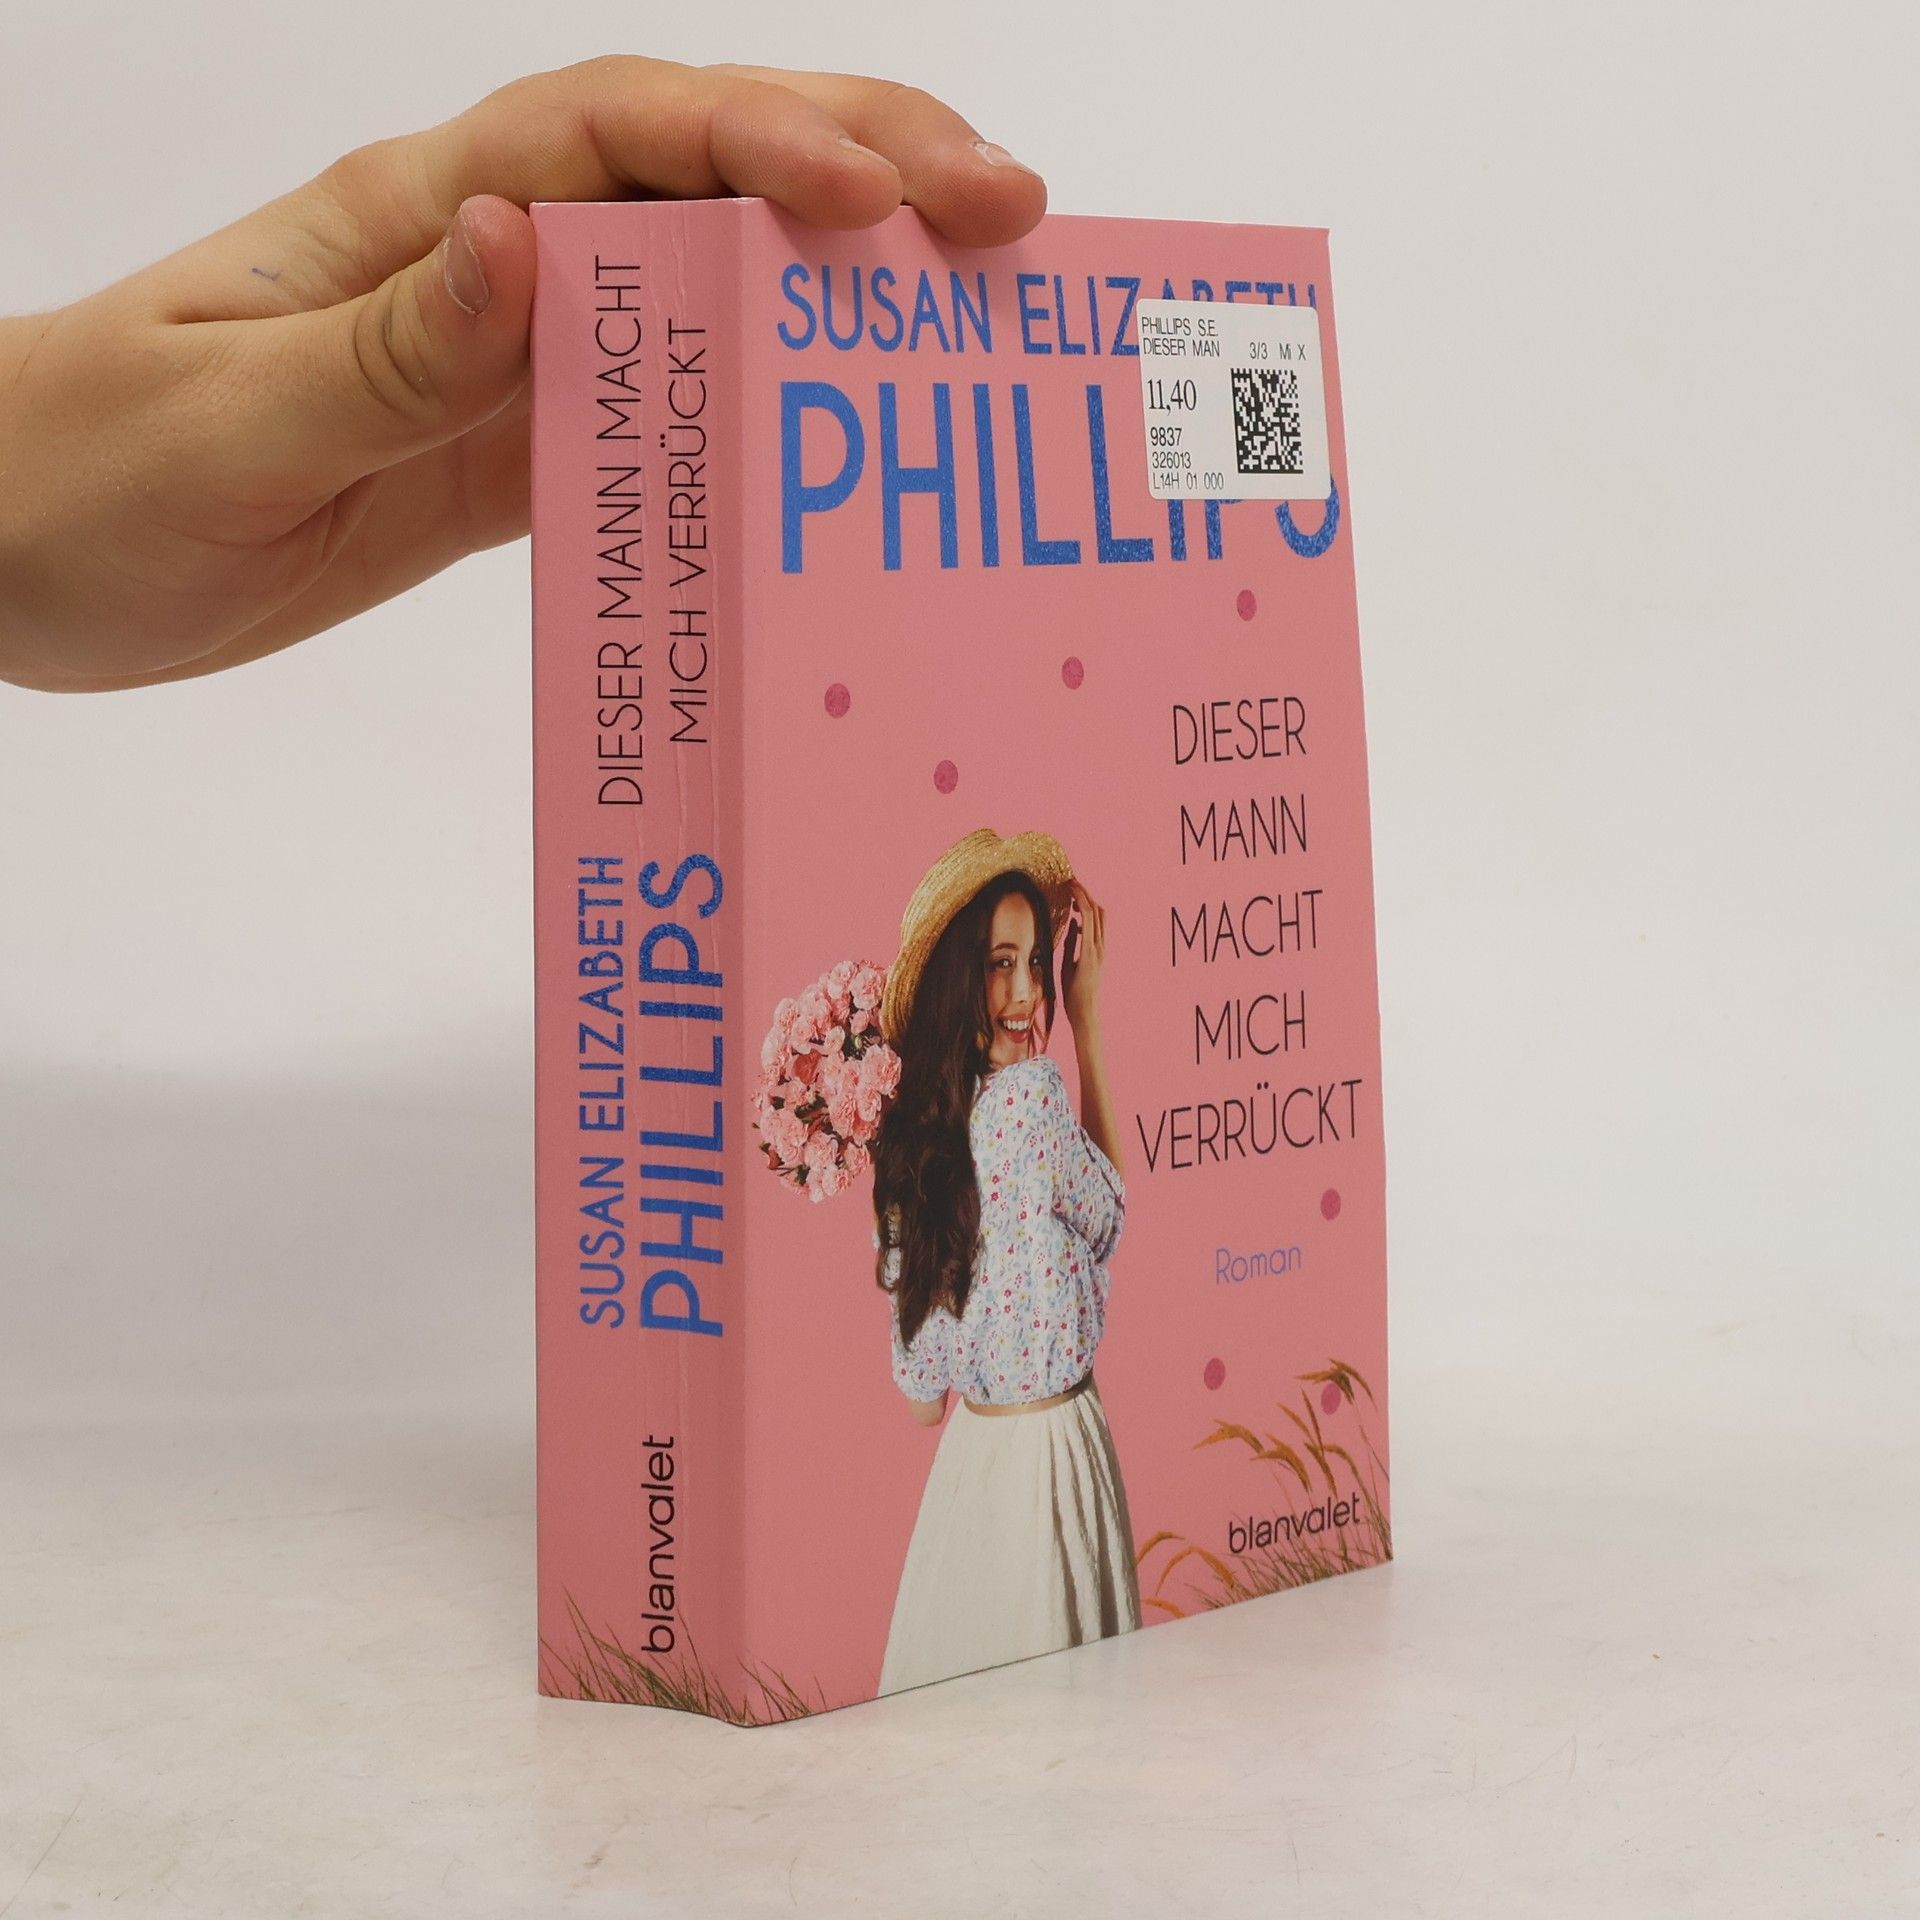 DIESER MANN MACHT
MICH VERRÜCKT
SUSAN ELIZABETH
PHILLIPS
blanvalet
SUSAN ELIZABETH
PHILLIPS
PHILLIPS S.E.
DIESER MAN 3/3 Mi X
11,40
9837
326013
L14H 01 000
DIESER
MANN
MACHT
MICH
VERRÜCKT
Roman
blanvalet